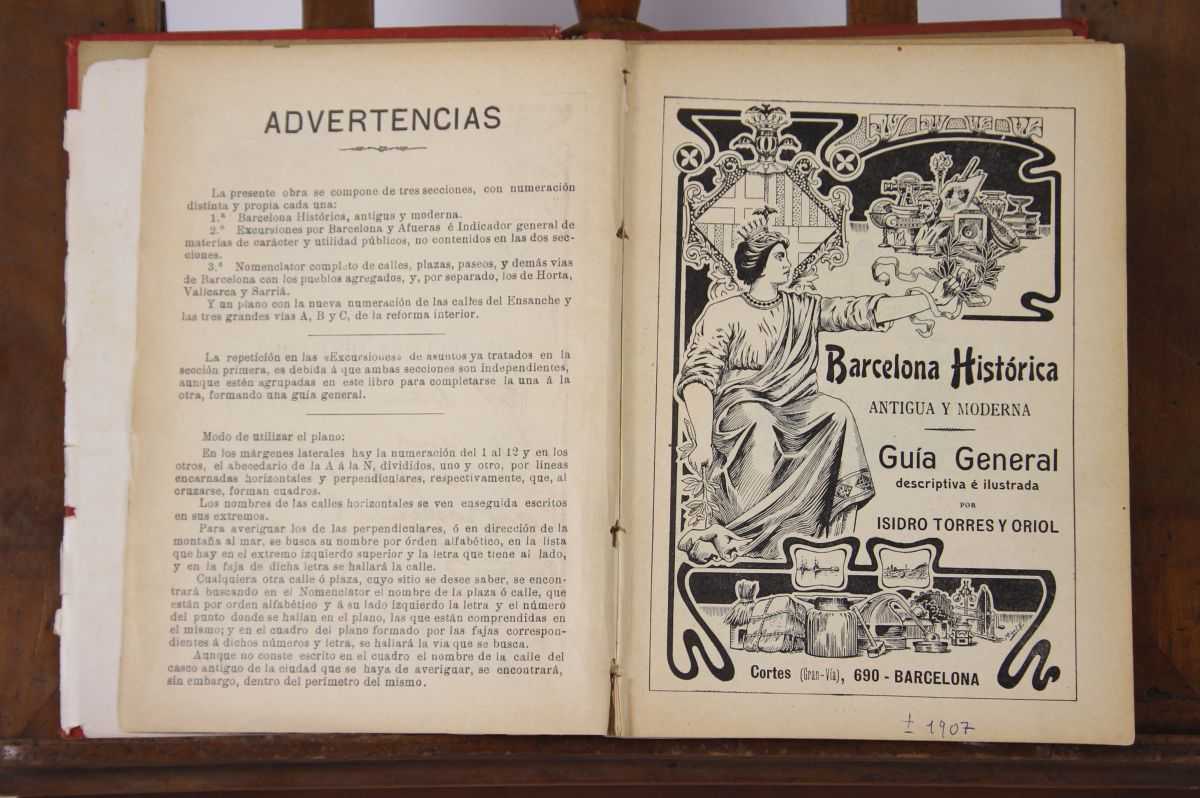 ADVERTENCIAS
La presente obra se compone de tres secciones, con numeración
distinta y propia cada una:
1.ª Barcelona Histórica, antigua y moderna.
2.ª Excursiones por Barcelona y Afueras é Indicador general de
materias de carácter y utilidad públicos, no contenidos en las dos sec-
ciones.
3.ª Nomenclator completo de calles, plazas, paseos, y demás vías
de Barcelona con los pueblos agregados, y, por separado, los de Horta,
Vallcarca y Sarriá.
Y un plano con la nueva numeración de las calles del Ensanche y
las tres grandes vías A, B y C, de la reforma interior.
La repetición en las «Excursiones» de asuntos ya tratados en la
sección primera, es debida á que ambas secciones son independientes,
aunque estén agrupadas en este libro para completarse la una á la
otra, formando una guía general.
Modo de utilizar el plano:
En los márgenes laterales hay la numeración del 1 al 12 y en los
otros, el abecedario de la A á la N, divididos, uno y otro, por líneas
encarnadas horizontales y perpendiculares, respectivamente, que, al
cruzarse, forman cuadros.
Los nombres de las calles horizontales se ven enseguida escritos
en sus extremos.
Para averiguar los de las perpendiculares, ó en dirección de la
montaña al mar, se busca su nombre por órden alfabético, en la lista
que hay en el extremo izquierdo superior y la letra que tiene al lado,
y en la faja de dicha letra se hallará la calle.
Cualquiera otra calle ó plaza, cuyo sitio se desee saber, se encon-
trará buscando en el Nomenclator el nombre de la plaza ó calle, que
están por orden alfabético y á su lado izquierdo la letra y el número
del punto donde se hallan en el plano, las que están comprendidas en
el mismo; y en el cuadro del plano formado por las fajas correspon-
dientes á dichos números y letra, se hallará la vía que se busca.
Aunque no conste escrito en el cuadro el nombre de la calle del
casco antiguo de la ciudad que se haya de averiguar, se encontrará,
sin embargo, dentro del perímetro del mismo.
Barcelona Histórica
ANTIGUA Y MODERNA
Guía General
descriptiva é ilustrada
POR
ISIDRO TORRES Y ORIOL
Cortes (Gran-Vía), 690 - BARCELONA
± 1907